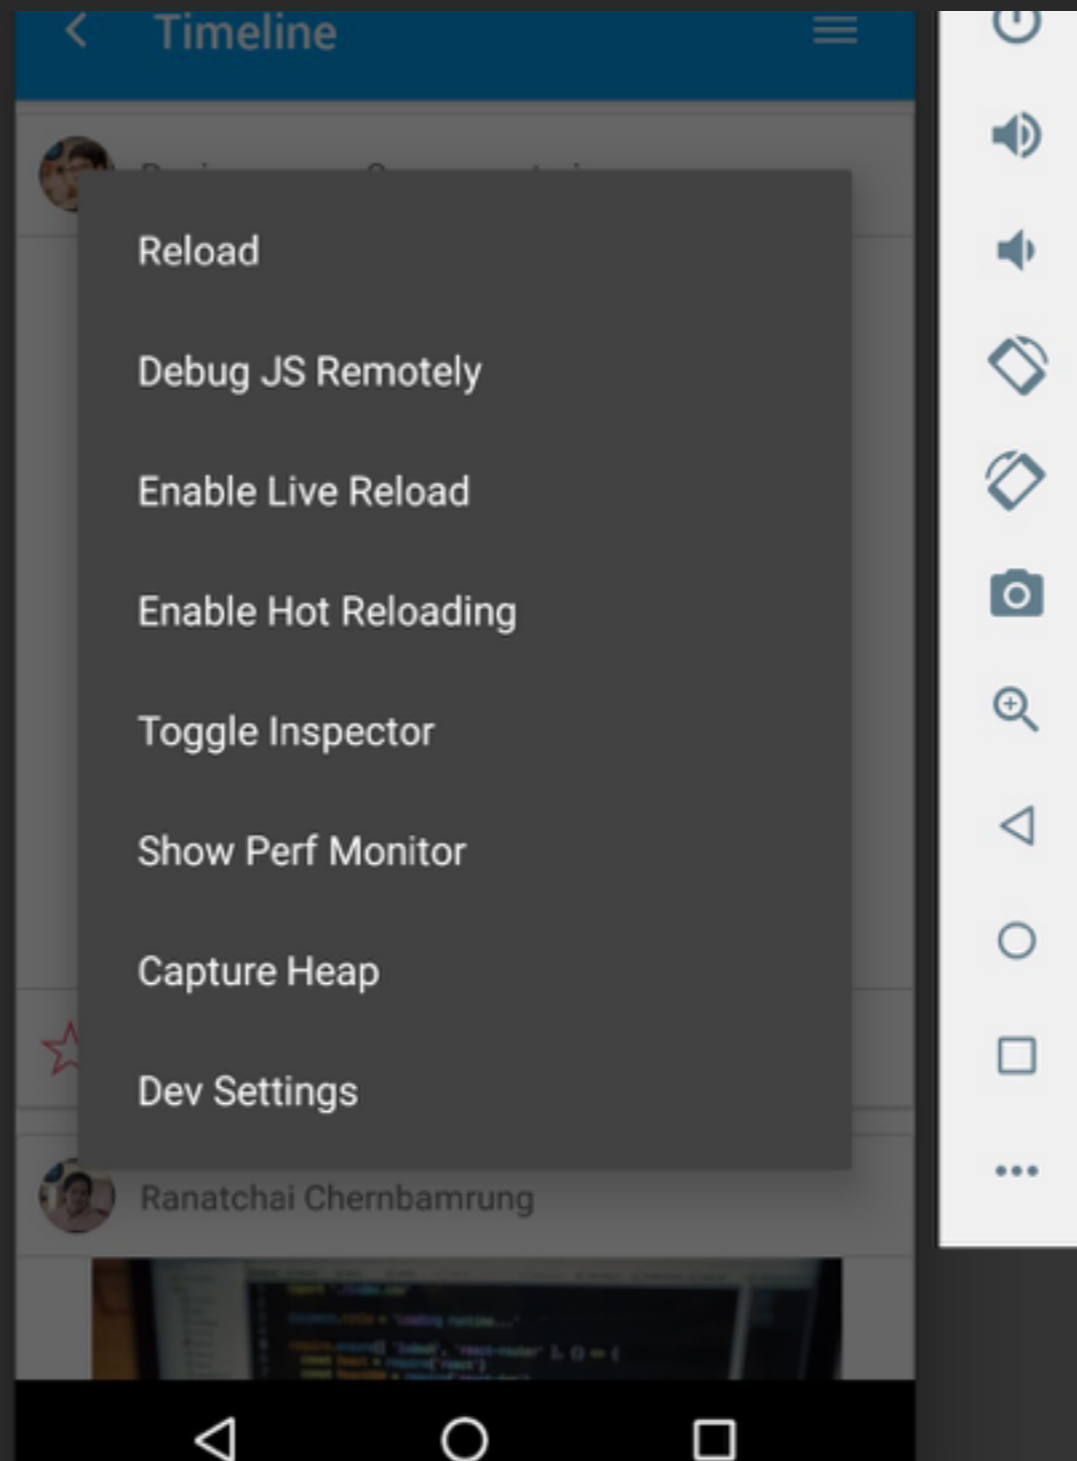 Timeline
Reload
Debug JS Remotely
Enable Live Reload
Enable Hot Reloading
Toggle Inspector
Show Perf Monitor
Capture Heap
Dev Settings
Ranatchai Chernbamrung